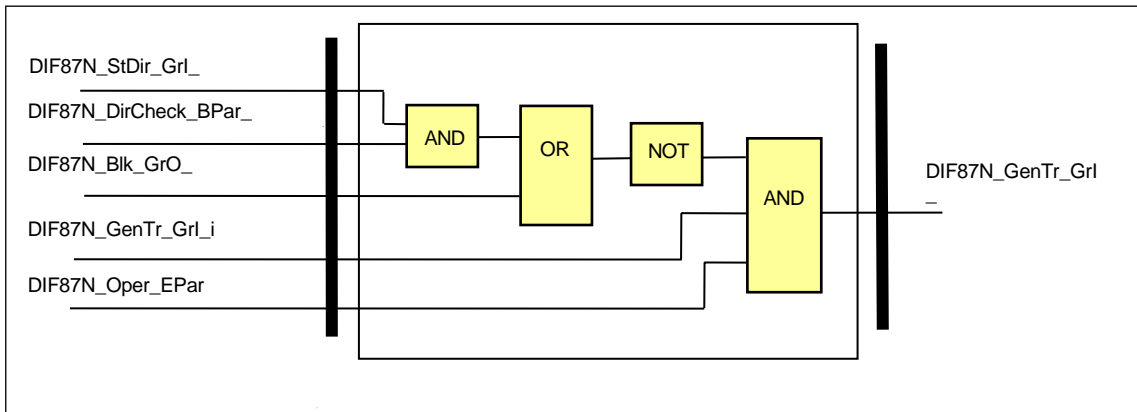 DIF87N_StDir_GrI_
DIF87N_DirCheck_BPar_
DIF87N_Blk_GrO_
DIF87N_GenTr_GrI_i
DIF87N_Oper_EPar
AND
OR
NOT
AND
DIF87N_GenTr_GrI
_